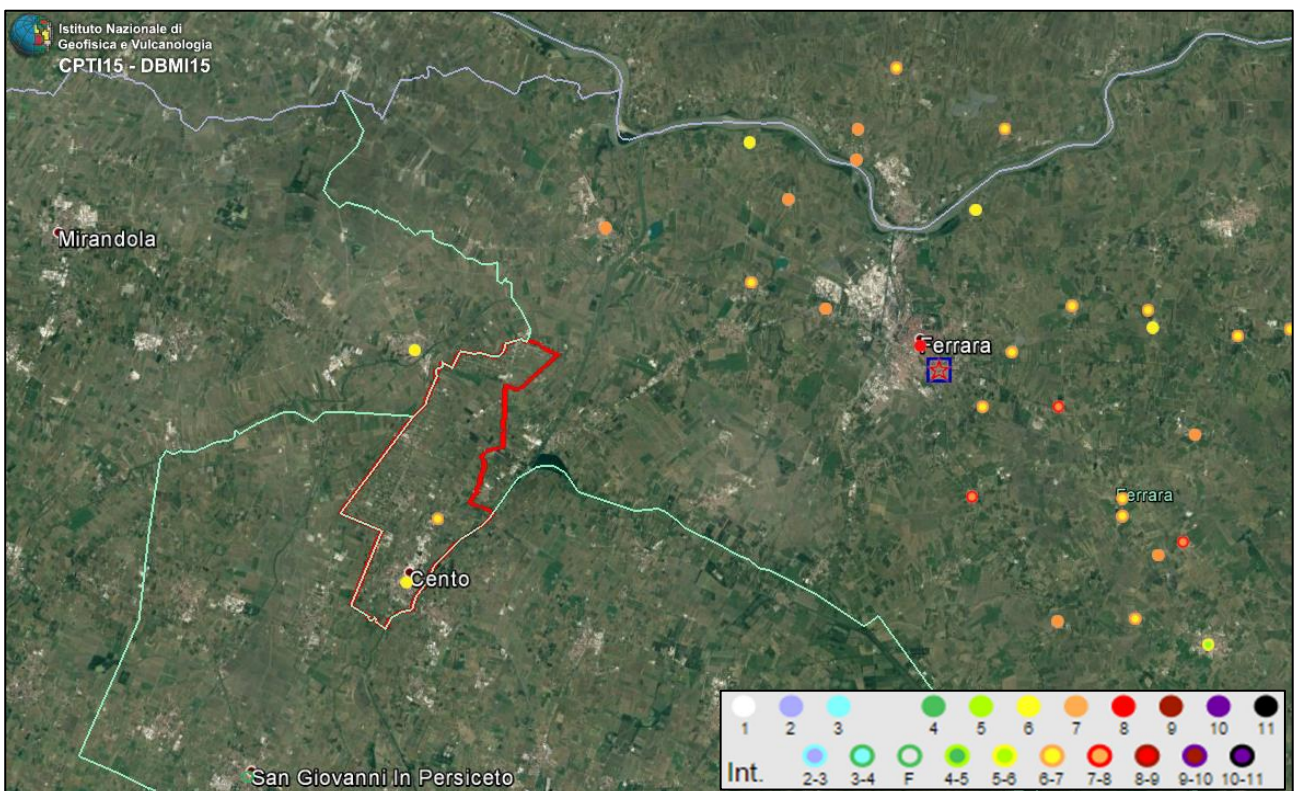 Istituto Nazionale di
Geofisica e Vulcanologia
CPTI15 - DBMI15
Mirandola
Ferrara
Ferrara
Cento
San Giovanni In Persiceto
1 2 3 4 5 6 7 8 9 10 11
Int. 2-3 3-4 F 4-5 5-6 6-7 7-8 8-9 9-10 10-11
F